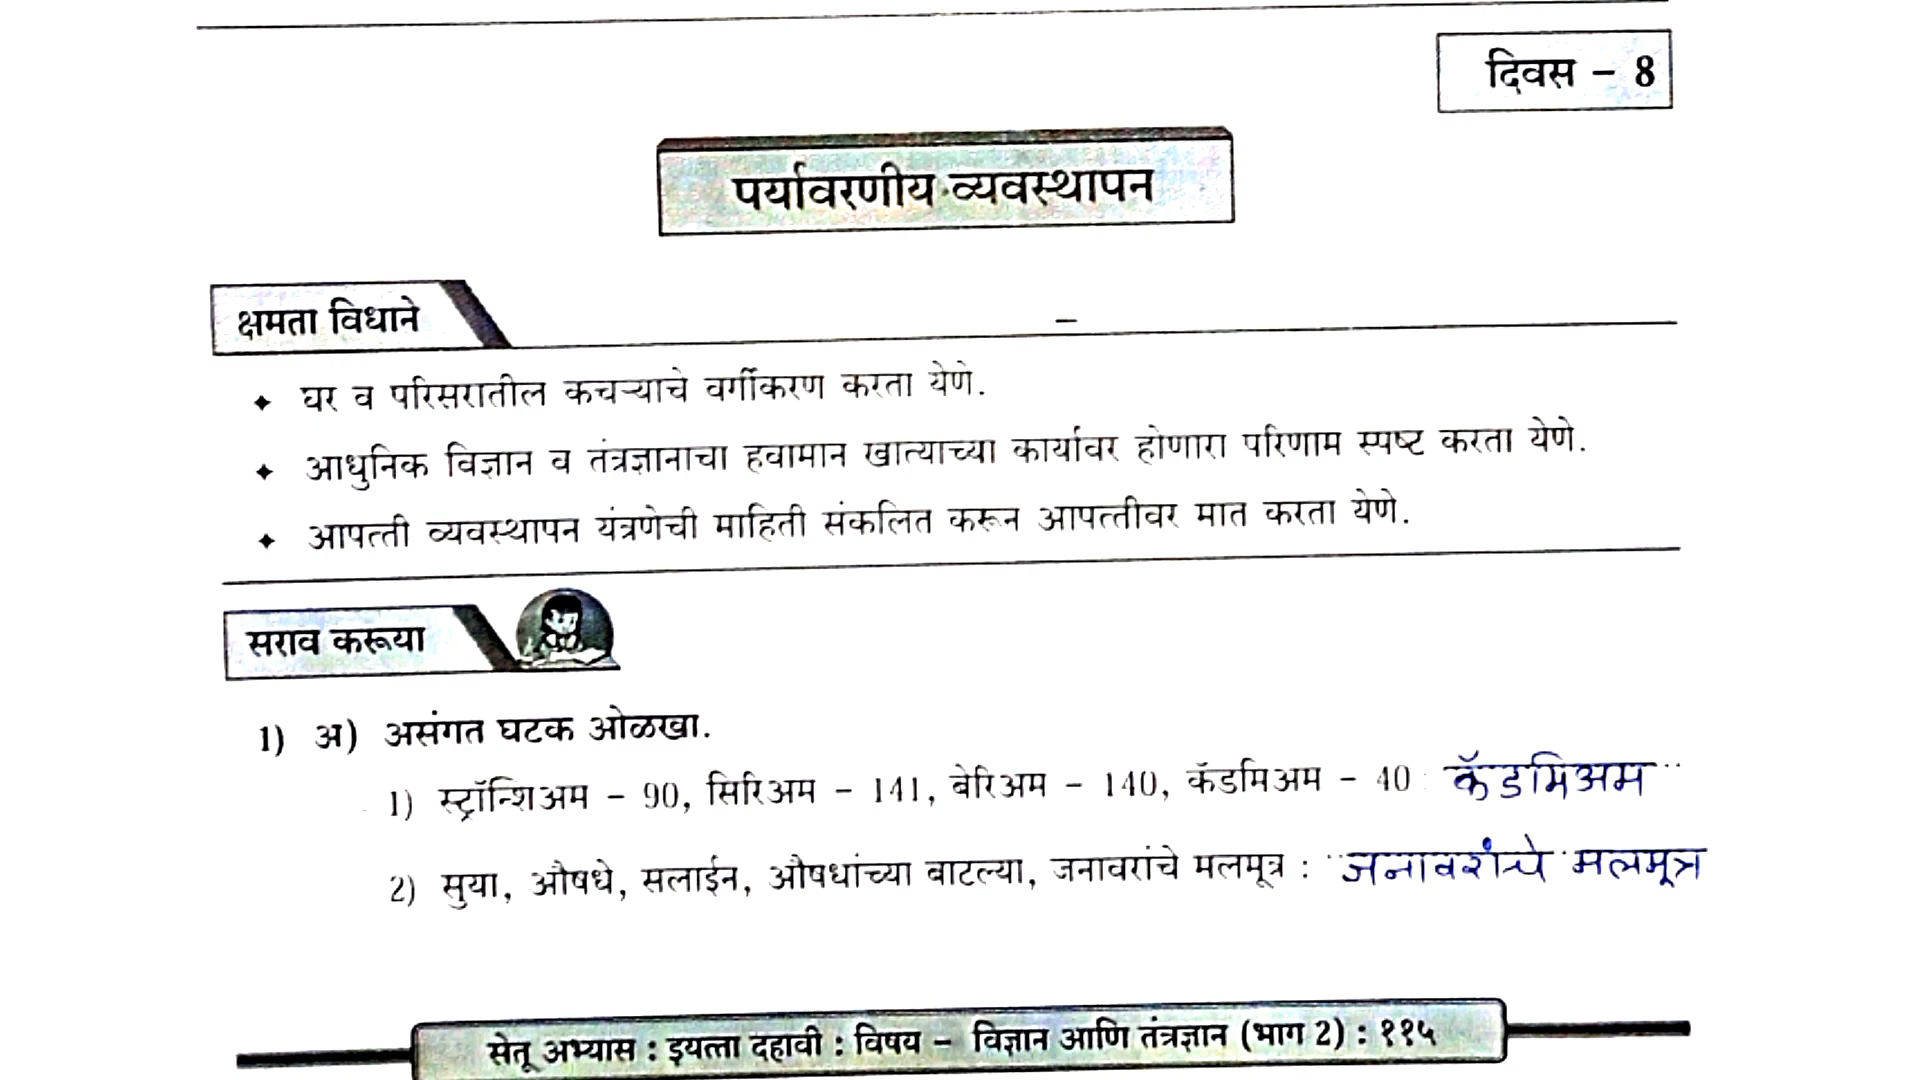 दिवस – 8
पर्यावरणीय व्यवस्थापन
क्षमता विधाने
✦ घर व परिसरातील कचऱ्याचे वर्गीकरण करता येणे.
✦ आधुनिक विज्ञान व तंत्रज्ञानाचा हवामान खात्याच्या कार्यावर होणारा परिणाम स्पष्ट करता येणे.
✦ आपत्ती व्यवस्थापन यंत्रणेची माहिती संकलित करून आपत्तीवर मात करता येणे.
सराव करूया
1) अ) असंगत घटक ओळखा.
1) स्ट्रॉन्शिअम – 90, सिरिअम – 141, बेरिअम – 140, कॅडमिअम – 40 : कॅडमिअम
2) सुया, औषधे, सलाईन, औषधांच्या बाटल्या, जनावरांचे मलमूत्र : जनावरांचे मलमूत्र
सेतू अभ्यास : इयत्ता दहावी : विषय – विज्ञान आणि तंत्रज्ञान (भाग 2) : ११५